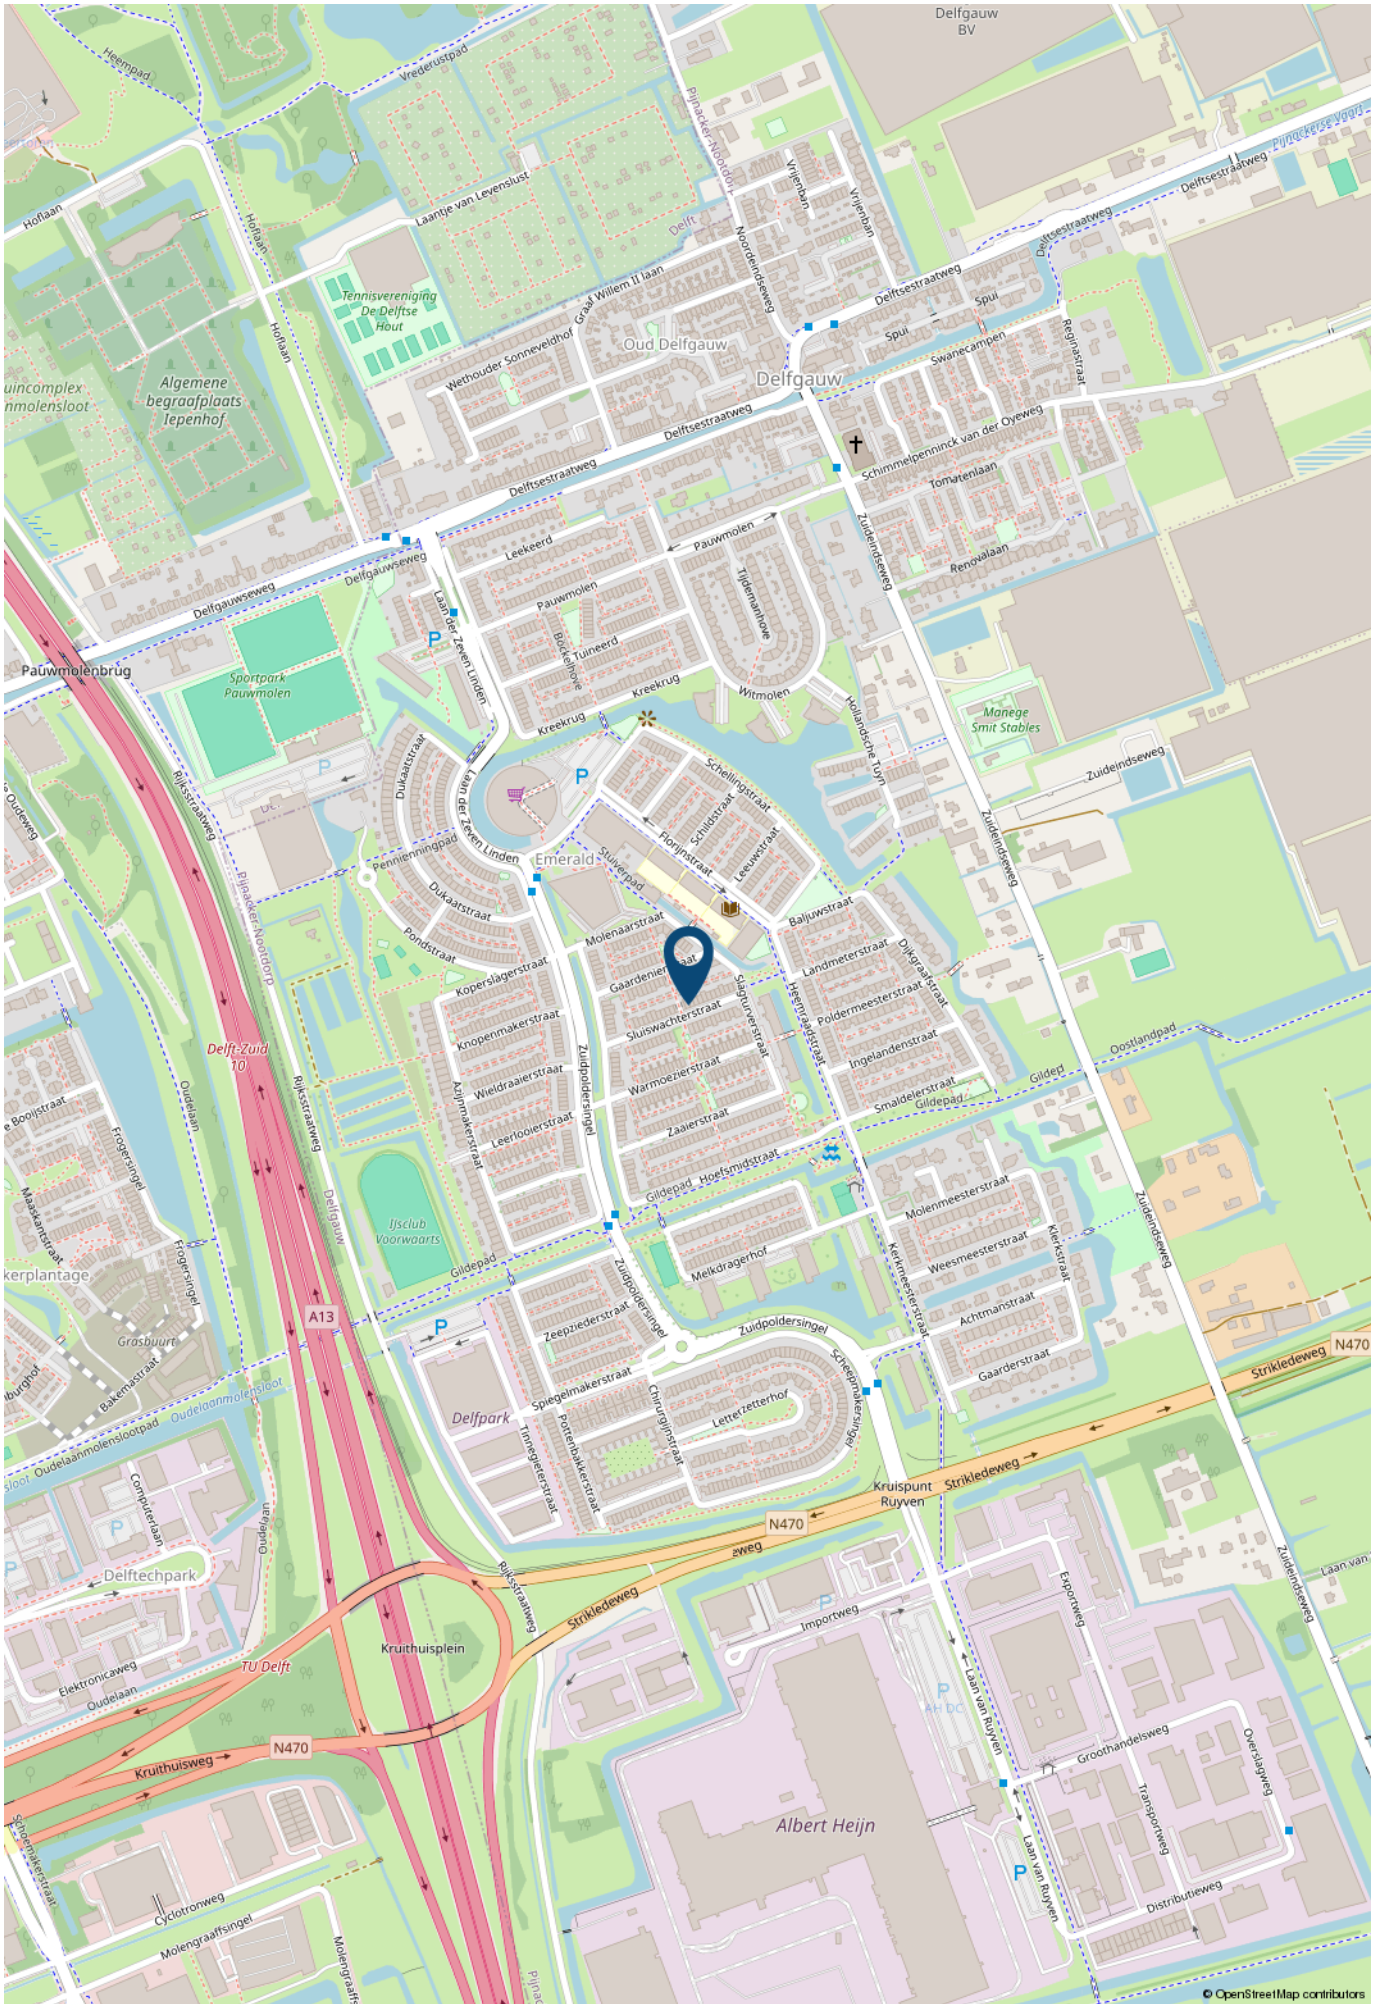 Delfgauw
BV
Heempad
Vrederustpad
Pijnacker-Nootdorp
Pijnackerse Vaart
Delftsestraatweg
Vrijenban
Vrijenban
Hoflaan
Hoflaan
Laantje van Levenslust
Delft
Noordeindseweg
Delftsestraatweg
Delftsestraatweg
Tennisvereniging
De Delftse
Hout
Graaf Willem II laan
Spui
Spui
Hoflaan
Oud Delfgauw
Swanecampen
Reginastraat
Wethouder Sonneveldhof
Delfgauw
Algemene
begraafplaats
Iepenhof
Delftsestraatweg
Schimmelpenninck van der Oyeweg
Tomatenlaan
Delftsestraatweg
Zuideindseweg
Pauwmolen
Leekeerd
Renovalaan
Delfgauwseweg
Delfgauwseweg
Pauwmolen
Tijdemanhove
Laan der Zeven Linden
P
Bockelhove
Tuineerd
Pauwmolenbrug
Sportpark
Pauwmolen
Kreekrug
Witmolen
Kreekrug
Hollandsche Tuyn
Manege
Smit Stables
Dukaatstraat
Zuideindseweg
P
P
Schellingstraat
Rijksstraatweg
Laan der Zeven Linden
Schildstraat
Florijnstraat
Leeuwstraat
Zuideindseweg
Pennienningpad
Emerald
Stuiverpad
Pijnacker-Nootdorp
Dukaatstraat
Baljuwstraat
Molenaarstraat
Pondstraat
Landmeterstraat
Dijkgraafstraat
Koperslagerstraat
Slagturverstraat
Heemraadstraat
Poldermeesterstraat
Sluiswachterstraat
Knopenmakerstraat
Oostlandpad
Delft-Zuid
10
Zuidpoldersingel
Ingelandenstraat
Warmoezierstraat
Wieldraaierstraat
Gildepad
Smaldelerstraat
Oudelaan
Rijksstraatweg
Azijnmakerstraat
Leerlooierstraat
Zaaierstraat
Frogersingel
Hoefsmidstraat
Gildepad
Molenmeesterstraat
Maaskantstraat
Delfgauw
IJsclub
Voorwaarts
Zuideindseweg
Klerkstraat
Weesmeesterstraat
Frogersingel
Gildepad
Melkdragerhof
Kerkmeesterstraat
Zuidpoldersingel
Achtmanstraat
A13
P
Zeepziederstraat
Zuidpoldersingel
Grasbuurt
N470
Strikledeweg
Gaarderstraat
Scheepmakersingel
Bakemastraat
Spiegelmakerstraat
Oudelaanmolensloot
Delfpark
Chirurgijnstraat
Letterzetterhof
Oudelaanmolenslootpad
Tinnegieterstraat
Pottenbakkerstraat
Strikledeweg
Kruispunt
Ruyven
Computerlaan
P
N470
Oudelaan
P
Delftechpark
Rijksstraatweg
Zuideindseweg
Laan van
Exportweg
Strikledeweg
P
Importweg
Kruithuisplein
TU Delft
Elektronicaweg
Oudelaan
Laan van Ruyven
P
AH DC
N470
Kruithuisweg
Groothandelsweg
Overslagweg
Schoemakerstraat
Transportweg
Albert Heijn
P
Laan van Ruyven
Cyclotronweg
Distributieweg
Molengraaffsingel
© OpenStreetMap contributors